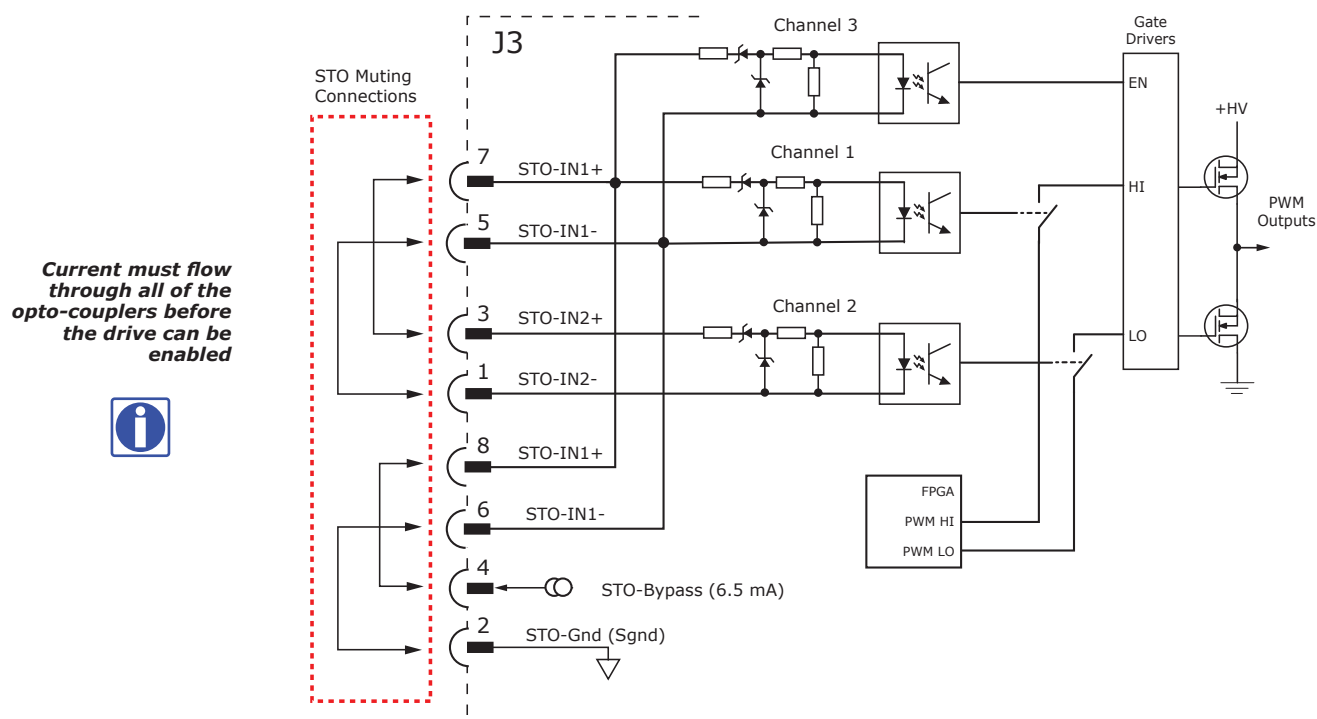 Current must flow
through all of the
opto-couplers before
the drive can be
enabled
STO Muting
Connections
J3
7
STO-IN1+
5
STO-IN1-
3
STO-IN2+
1
STO-IN2-
8
STO-IN1+
6
STO-IN1-
4
STO-Bypass (6.5 mA)
2
STO-Gnd (Sgnd)
Channel 3
Channel 1
Channel 2
Gate
Drivers
EN
HI
LO
+HV
PWM
Outputs
FPGA
PWM HI
PWM LO